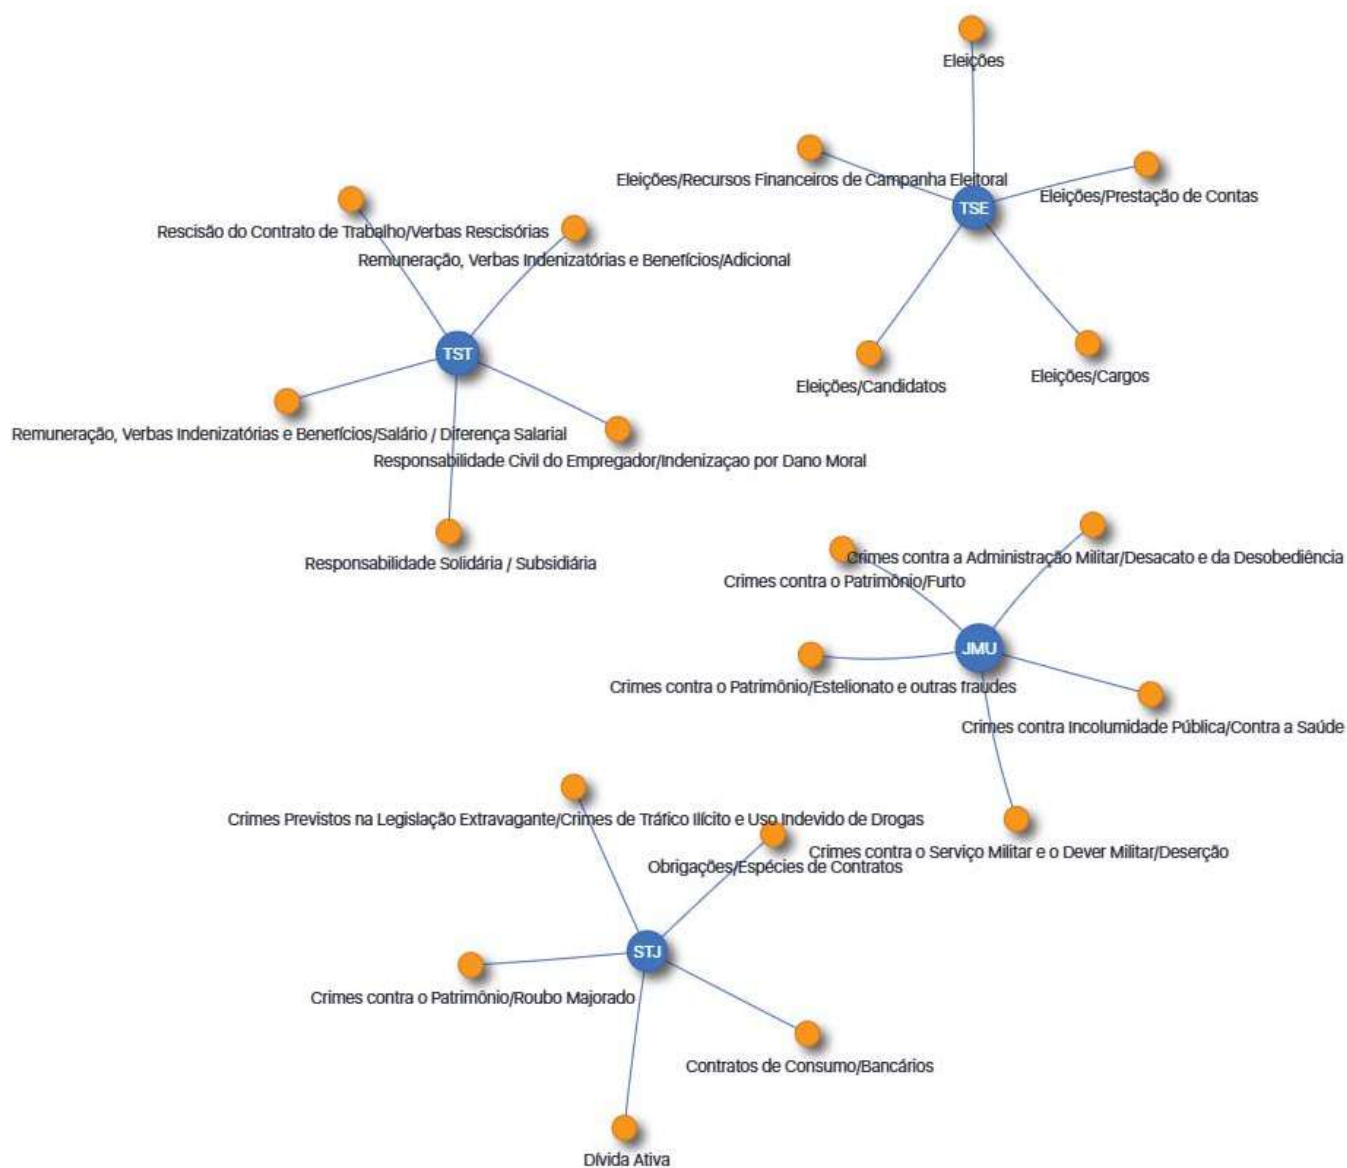 Eleições
Eleições/Recursos Financeiros de Campanha Eleitoral
Eleições/Prestação de Contas
TSE
Rescisão do Contrato de Trabalho/Verbas Rescisórias
Remuneração, Verbas Indenizatórias e Benefícios/Adicional
TST
Eleições/Candidatos
Eleições/Cargos
Remuneração, Verbas Indenizatórias e Benefícios/Salário / Diferença Salarial
Responsabilidade Civil do Empregador/Indenizaçao por Dano Moral
Responsabilidade Solidária / Subsidiária
Crimes contra a Administração Militar/Desacato e da Desobediência
Crimes contra o Patrimônio/Furto
JMU
Crimes contra o Patrimônio/Estelionato e outras fraudes
Crimes contra Incolumidade Pública/Contra a Saúde
Crimes Previstos na Legislação Extravagante/Crimes de Tráfico Ilícito e Uso Indevido de Drogas
Crimes contra o Serviço Militar e o Dever Militar/Deserção
Obrigações/Espécies de Contratos
STJ
Crimes contra o Patrimônio/Roubo Majorado
Contratos de Consumo/Bancários
Dívida Ativa